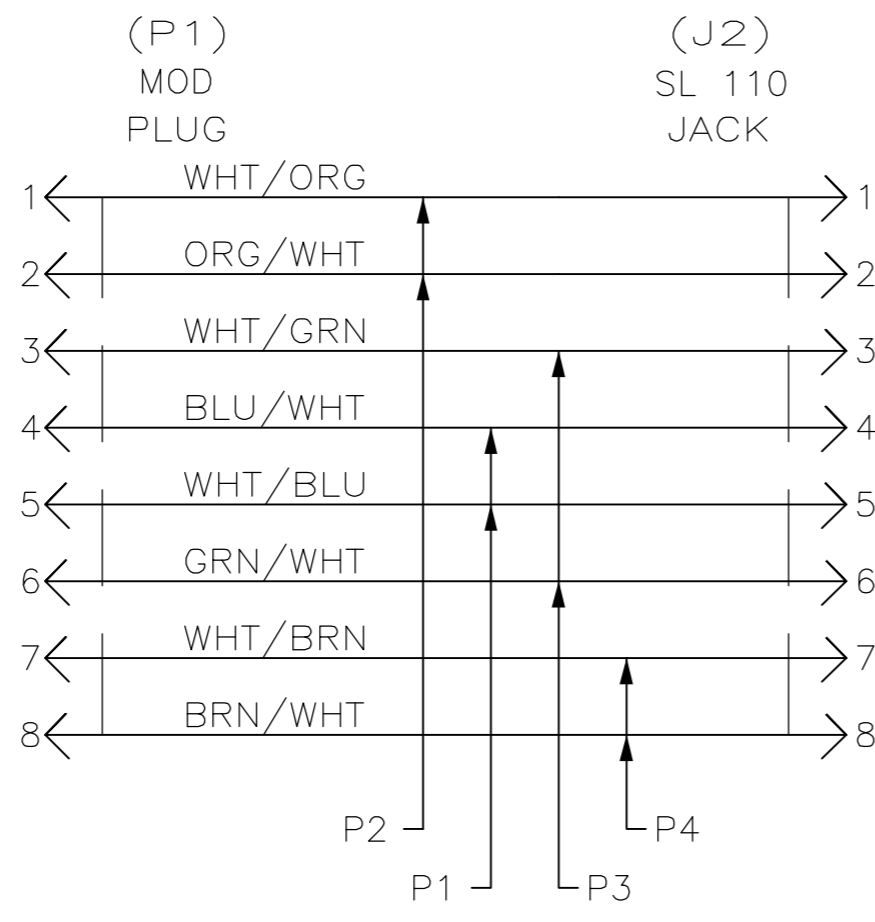 (P1)
MOD
PLUG
(J2)
SL 110
JACK
1 WHT/ORG 1
2 ORG/WHT 2
3 WHT/GRN 3
4 BLU/WHT 4
5 WHT/BLU 5
6 GRN/WHT 6
7 WHT/BRN 7
8 BRN/WHT 8
P2 P4
P1 P3